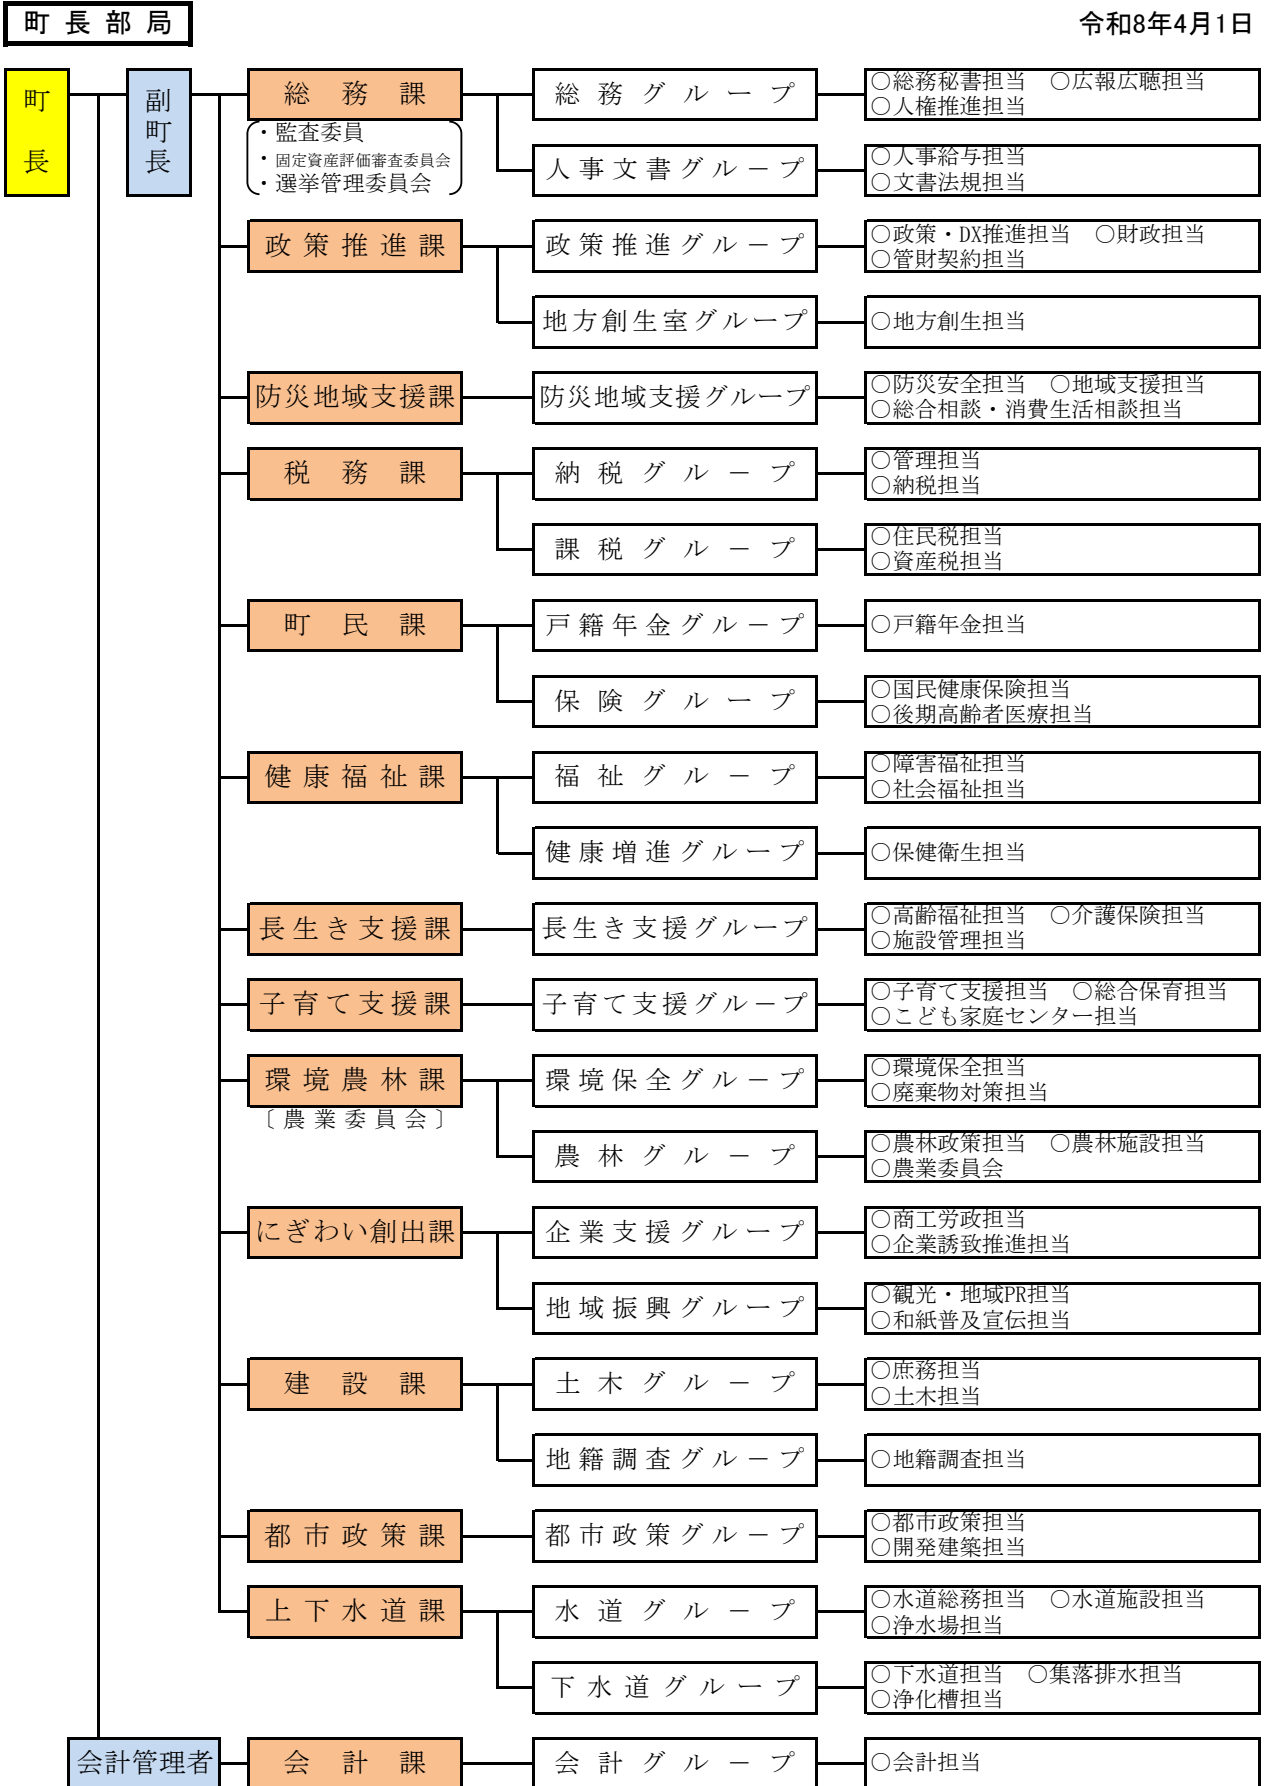 町長部局
令和8年4月1日
町長
副町長
総務課
・監査委員
・固定資産評価審査委員会
・選挙管理委員会
総務グループ
○総務秘書担当 ○広報広聴担当
○人権推進担当
人事文書グループ
○人事給与担当
○文書法規担当
政策推進課
政策推進グループ
○政策・DX推進担当 ○財政担当
○管財契約担当
地方創生室グループ
○地方創生担当
防災地域支援課
防災地域支援グループ
○防災安全担当 ○地域支援担当
○総合相談・消費生活相談担当
税務課
納税グループ
○管理担当
○納税担当
課税グループ
○住民税担当
○資産税担当
町民課
戸籍年金グループ
○戸籍年金担当
保険グループ
○国民健康保険担当
○後期高齢者医療担当
健康福祉課
福祉グループ
○障害福祉担当
○社会福祉担当
健康増進グループ
○保健衛生担当
長生き支援課
長生き支援グループ
○高齢福祉担当 ○介護保険担当
○施設管理担当
子育て支援課
子育て支援グループ
○子育て支援担当 ○総合保育担当
○こども家庭センター担当
環境農林課
〔農業委員会〕
環境保全グループ
○環境保全担当
○廃棄物対策担当
農林グループ
○農林政策担当 ○農林施設担当
○農業委員会
にぎわい創出課
企業支援グループ
○商工労政担当
○企業誘致推進担当
地域振興グループ
○観光・地域PR担当
○和紙普及宣伝担当
建設課
土木グループ
○庶務担当
○土木担当
地籍調査グループ
○地籍調査担当
都市政策課
都市政策グループ
○都市政策担当
○開発建築担当
上下水道課
水道グループ
○水道総務担当 ○水道施設担当
○浄水場担当
下水道グループ
○下水道担当 ○集落排水担当
○浄化槽担当
会計管理者
会計課
会計グループ
○会計担当